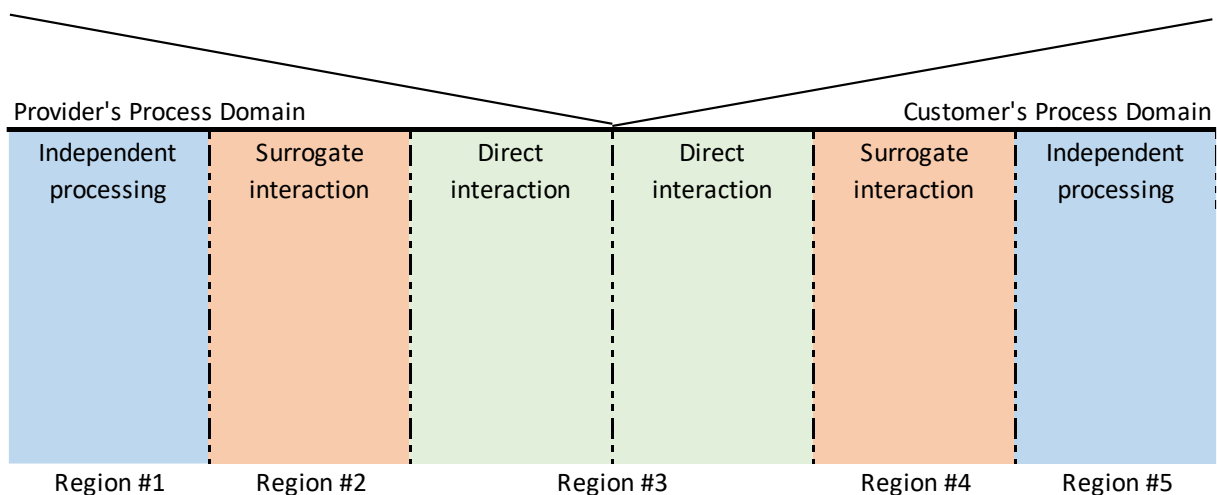 Provider's Process Domain
Customer's Process Domain
Independent processing
Surrogate interaction
Direct interaction
Direct interaction
Surrogate interaction
Independent processing
Region #1
Region #2
Region #3
Region #4
Region #5